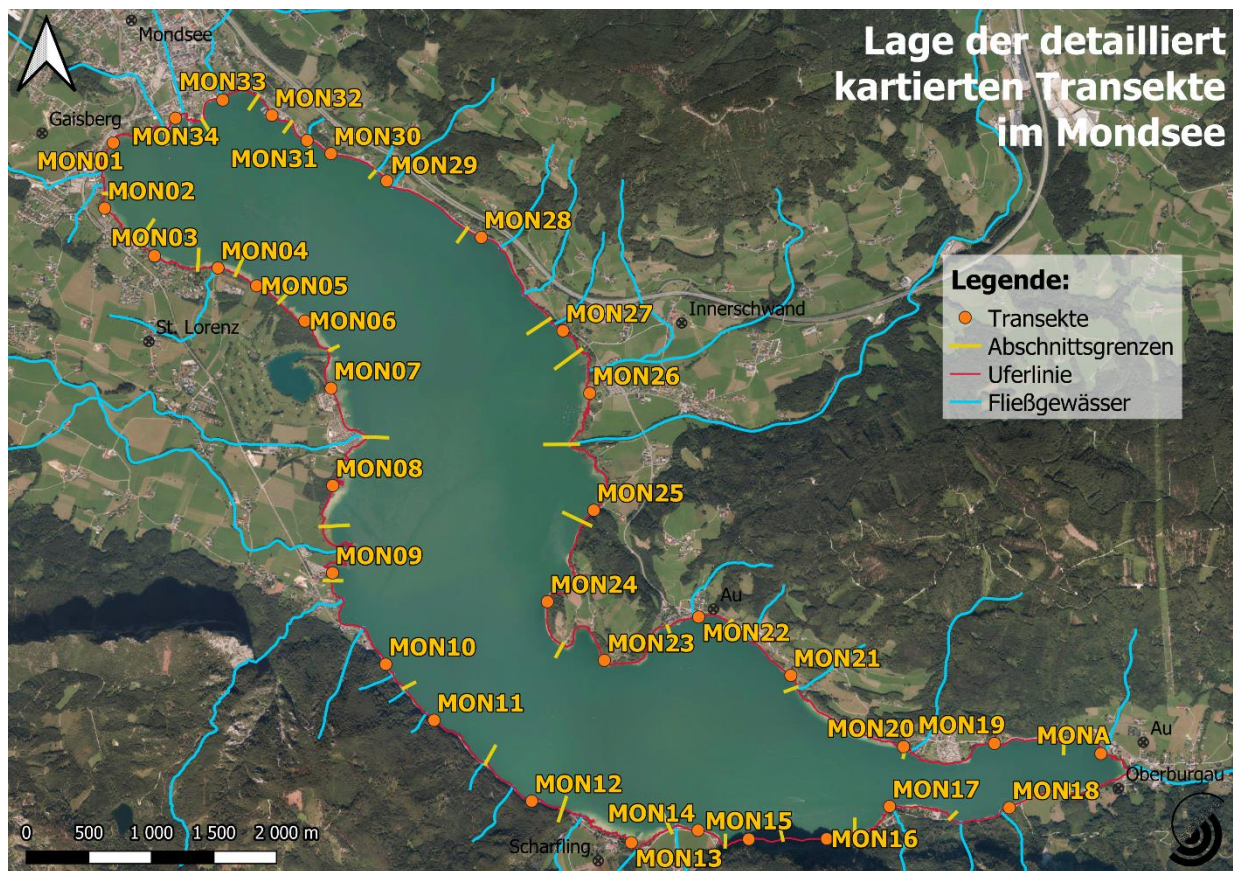 Lage der detailliert
kartierten Transekte
im Mondsee
Mondsee
MON33
MON32
Gaisberg
MON34
MON30
MON31
MON01
MON29
MON02
MON28
MON03
MON04
MON05
Legende:
Transekte
Abschnittsgrenzen
Uferlinie
Fließgewässer
Innerschwand
St. Lorenz
MON06
MON27
MON07
MON26
MON08
MON25
MON09
MON24
Au
MON22
MON23
MON10
MON21
MON11
MON20
MON19
MONA
Au
Oberburgau
MON12
MON17
MON18
MON14
MON15
MON16
MON13
Scharfling
0 500 1 000 1 500 2 000 m